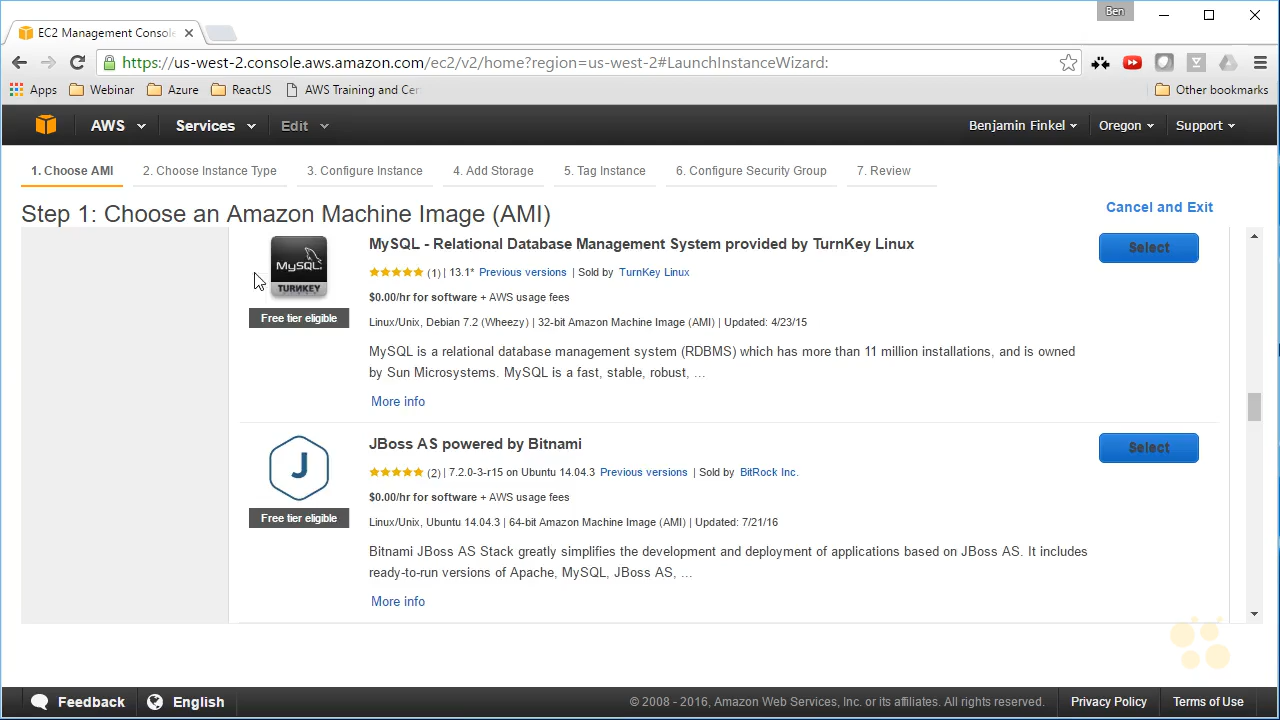 Ben
EC2 Management Console
https://us-west-2.console.aws.amazon.com/ec2/v2/home?region=us-west-2#LaunchInstanceWizard:
Apps Webinar Azure ReactJS AWS Training and Cer Other bookmarks
AWS Services Edit Benjamin Finkel Oregon Support
1. Choose AMI 2. Choose Instance Type 3. Configure Instance 4. Add Storage 5. Tag Instance 6. Configure Security Group 7. Review
Step 1: Choose an Amazon Machine Image (AMI) Cancel and Exit
MySQL.
TURNKEY
Free tier eligible
MySQL - Relational Database Management System provided by TurnKey Linux Select
(1) | 13.1* Previous versions | Sold by TurnKey Linux
$0.00/hr for software + AWS usage fees
Linux/Unix, Debian 7.2 (Wheezy) | 32-bit Amazon Machine Image (AMI) | Updated: 4/23/15
MySQL is a relational database management system (RDBMS) which has more than 11 million installations, and is owned
by Sun Microsystems. MySQL is a fast, stable, robust, ...
More info
J
Free tier eligible
JBoss AS powered by Bitnami Select
(2) | 7.2.0-3-r15 on Ubuntu 14.04.3 Previous versions | Sold by BitRock Inc.
$0.00/hr for software + AWS usage fees
Linux/Unix, Ubuntu 14.04.3 | 64-bit Amazon Machine Image (AMI) | Updated: 7/21/16
Bitnami JBoss AS Stack greatly simplifies the development and deployment of applications based on JBoss AS. It includes
ready-to-run versions of Apache, MySQL, JBoss AS, ...
More info
Feedback English © 2008 - 2016, Amazon Web Services, Inc. or its affiliates. All rights reserved. Privacy Policy Terms of Use